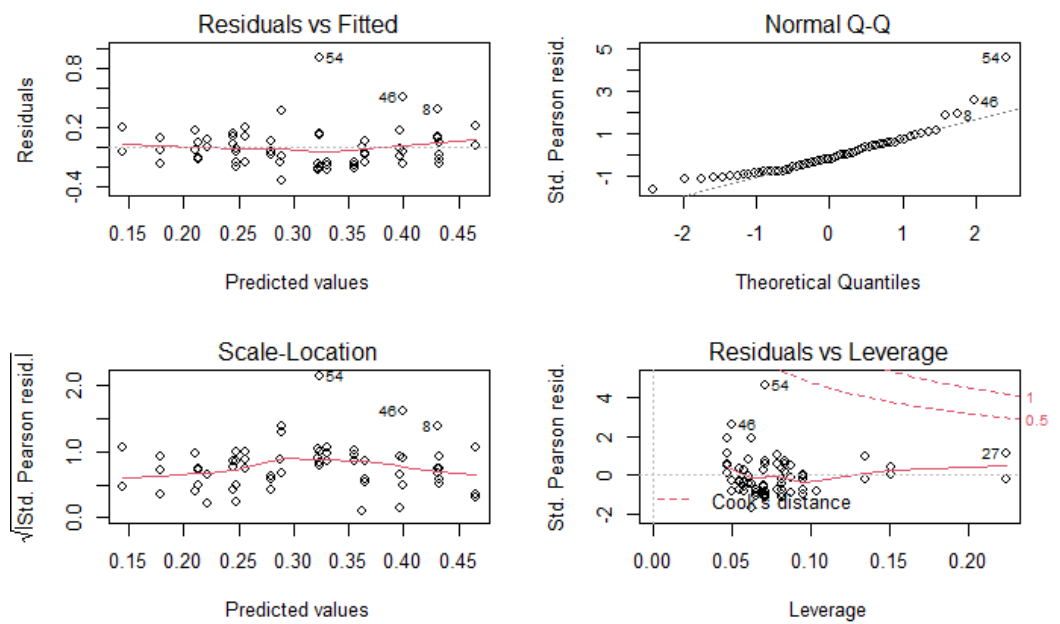 Residuals vs Fitted
Residuals
0.8
0.2
-0.4
54
46
8
0.15 0.20 0.25 0.30 0.35 0.40 0.45
Predicted values
Normal Q-Q
Std. Pearson resid.
5
3
1
-1
54
46
8
-2 -1 0 1 2
Theoretical Quantiles
Scale-Location
√|Std. Pearson resid.|
2.0
1.0
0.0
54
46
8
0.15 0.20 0.25 0.30 0.35 0.40 0.45
Predicted values
Residuals vs Leverage
Std. Pearson resid.
4
2
0
-2
54
46
27
1
0.5
Cook's distance
0.00 0.05 0.10 0.15 0.20
Leverage